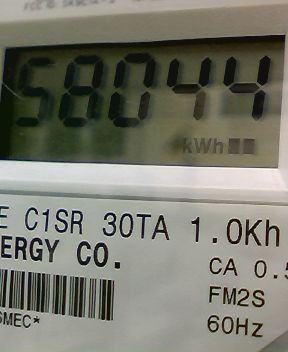 58044
kWh
E C1SR 30TA 1.0Kh
ERGY CO.
CA 0.5
FM2S
60Hz
SMEC*